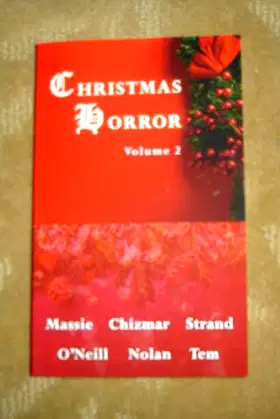 CHRISTMAS
HORROR
Volume 2
Massie Chizmar Strand
O'Neill Nolan Tem